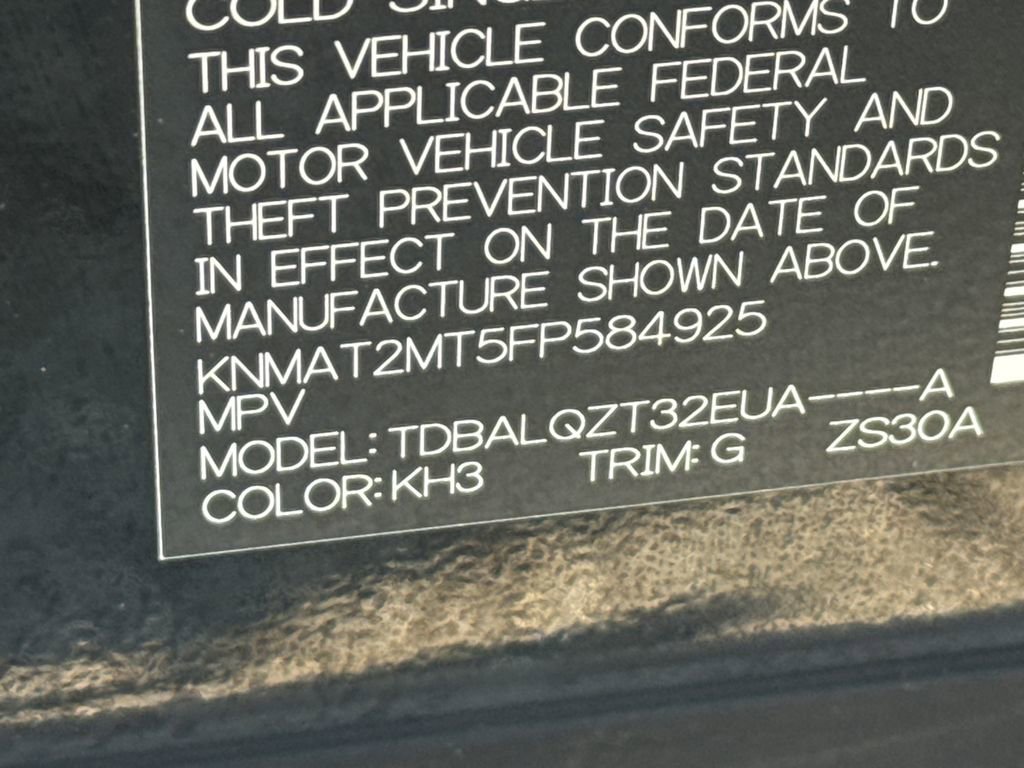 COLD
THIS VEHICLE CONFORMS TO
ALL APPLICABLE FEDERAL
MOTOR VEHICLE SAFETY AND
THEFT PREVENTION STANDARDS
IN EFFECT ON THE DATE OF
MANUFACTURE SHOWN ABOVE.
KNMAT2MT5FP584925
MPV
MODEL: TDBALQZT32EUA----A
COLOR: KH3 TRIM: G ZS30A